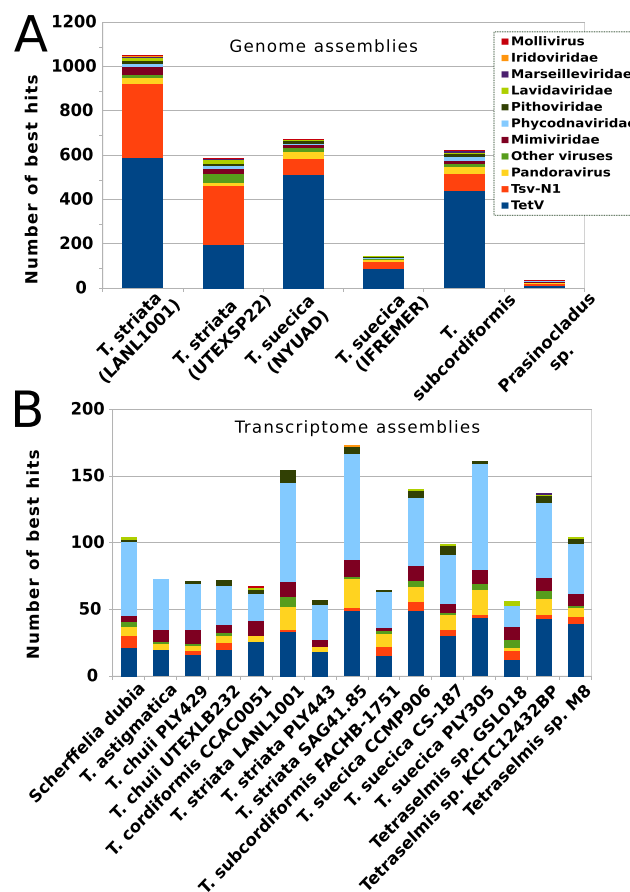 A
Genome assemblies
Number of best hits
1200
1000
800
600
400
200
0
Mollivirus
Iridoviridae
Marseilleviridae
Lavidaviridae
Pithoviridae
Phycodnaviridae
Mimiviridae
Other viruses
Pandoravirus
Tsv-N1
TetV
T. striata
(LANL1001)
T. striata
(UTEXSP22)
T. suecica
(NYUAD)
T. suecica
(IFREMER)
T.
subcordiformis
Prasinocladus
sp.
B
Transcriptome assemblies
Number of best hits
200
150
100
50
0
Scherffelia dubia
T. astigmatica
T. chuii PLY429
T. chuii UTEXLB232
T. cordiformis CCAC0051
T. striata LANL1001
T. striata PLY443
T. striata SAG41.85
T. subcordiformis FACHB-1751
T. suecica CCMP906
T. suecica CS-187
T. suecica PLY305
Tetraselmis sp. GSL018
Tetraselmis sp. KCTC12432BP
Tetraselmis sp. M8